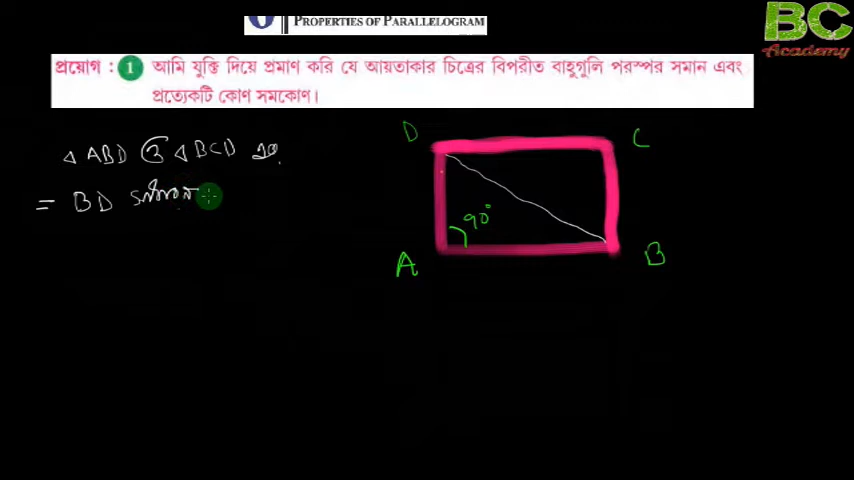 PROPERTIES OF PARALLELOGRAM
BC
Academy
প্রয়োগ : 1 আমি যুক্তি দিয়ে প্রমাণ করি যে আয়তাকার চিত্রের বিপরীত বাহুগুলি পরস্পর সমান এবং
প্রত্যেকটি কোণ সমকোণ।
△ ABD ও △ BCD এর
= BD
D
C
90°
A
B